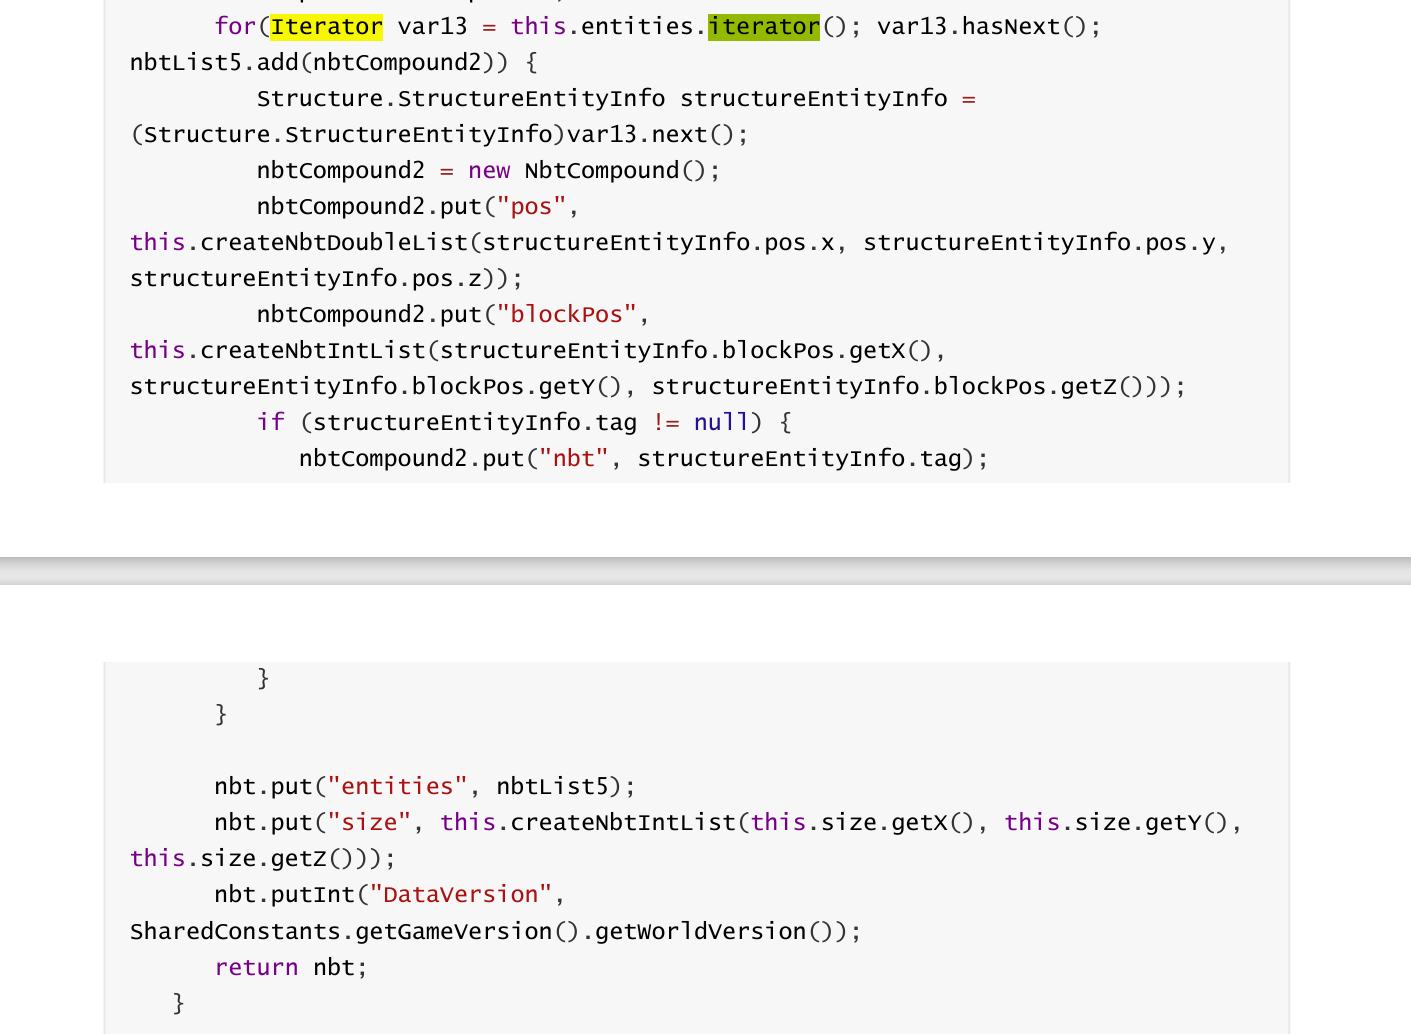 for(Iterator var13 = this.entities.iterator(); var13.hasNext();
nbtList5.add(nbtCompound2)) {
Structure.StructureEntityInfo structureEntityInfo =
(Structure.StructureEntityInfo)var13.next();
nbtCompound2 = new NbtCompound();
nbtCompound2.put("pos",
this.createNbtDoubleList(structureEntityInfo.pos.x, structureEntityInfo.pos.y,
structureEntityInfo.pos.z));
nbtCompound2.put("blockPos",
this.createNbtIntList(structureEntityInfo.blockPos.getX(),
structureEntityInfo.blockPos.getY(), structureEntityInfo.blockPos.getZ()));
if (structureEntityInfo.tag != null) {
nbtCompound2.put("nbt", structureEntityInfo.tag);
}
}
nbt.put("entities", nbtList5);
nbt.put("size", this.createNbtIntList(this.size.getX(), this.size.getY(),
this.size.getZ()));
nbt.putInt("DataVersion",
SharedConstants.getGameVersion().getWorldVersion());
return nbt;
}